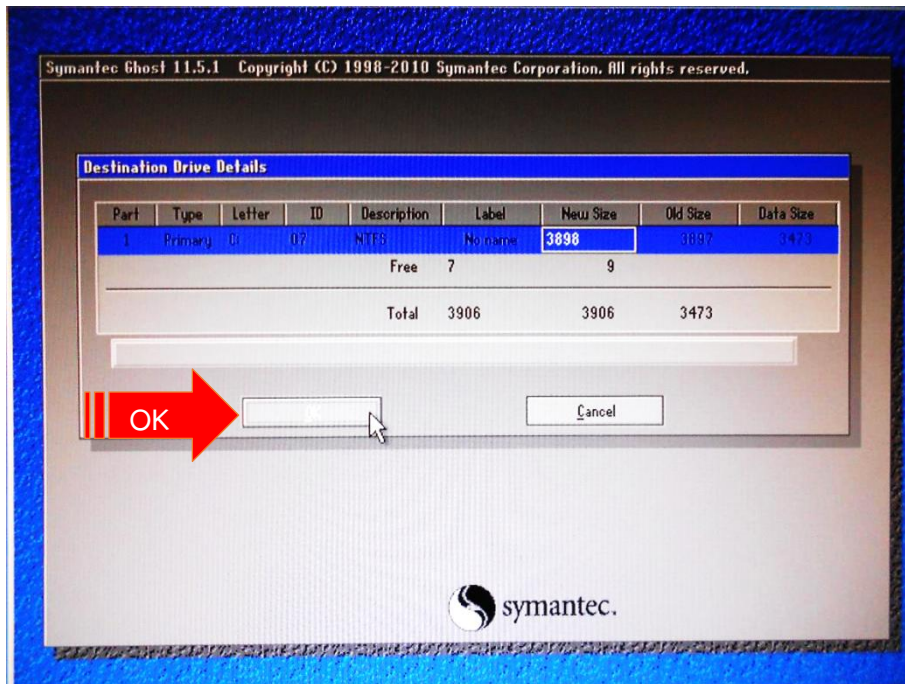 Symantec Ghost 11.5.1 Copyright (C) 1998-2010 Symantec Corporation. All rights reserved.
Destination Drive Details
Part Type Letter ID Description Label New Size Old Size Data Size
1 Primary C: 07 NTFS No name 3898 3897 3473
Free 7 9
Total 3906 3906 3473
OK OK Cancel
symantec.